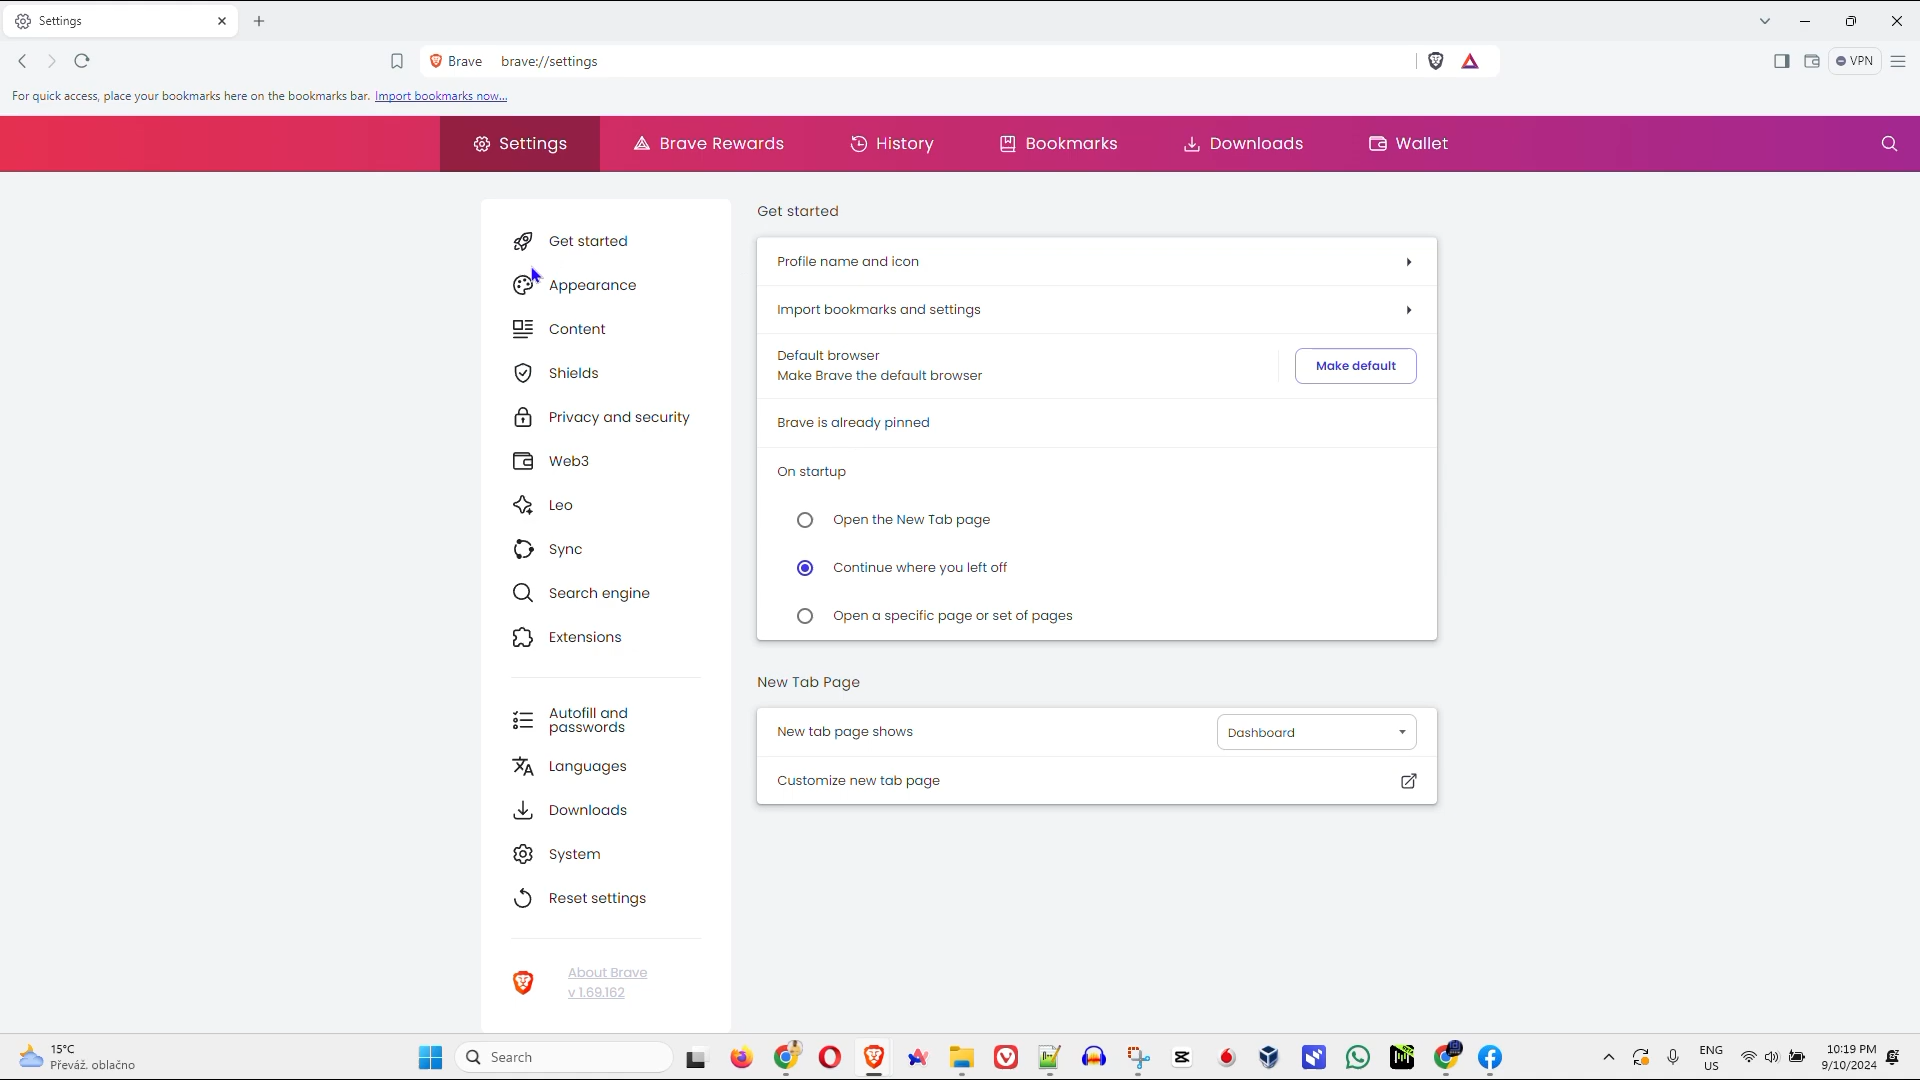 Settings
Brave brave://settings
VPN
For quick access, place your bookmarks here on the bookmarks bar. Import bookmarks now...
Settings
Brave Rewards
History
Bookmarks
Downloads
Wallet
Get started
Appearance
Content
Shields
Privacy and security
Web3
Leo
Sync
Search engine
Extensions
Autofill and
passwords
Languages
Downloads
System
Reset settings
About Brave
v 1.69.162
Get started
Profile name and icon
Import bookmarks and settings
Default browser
Make Brave the default browser
Make default
Brave is already pinned
On startup
Open the New Tab page
Continue where you left off
Open a specific page or set of pages
New Tab Page
New tab page shows
Dashboard
Customize new tab page
15°C
Převáž. oblačno
Search
ENG
US
10:19 PM
9/10/2024